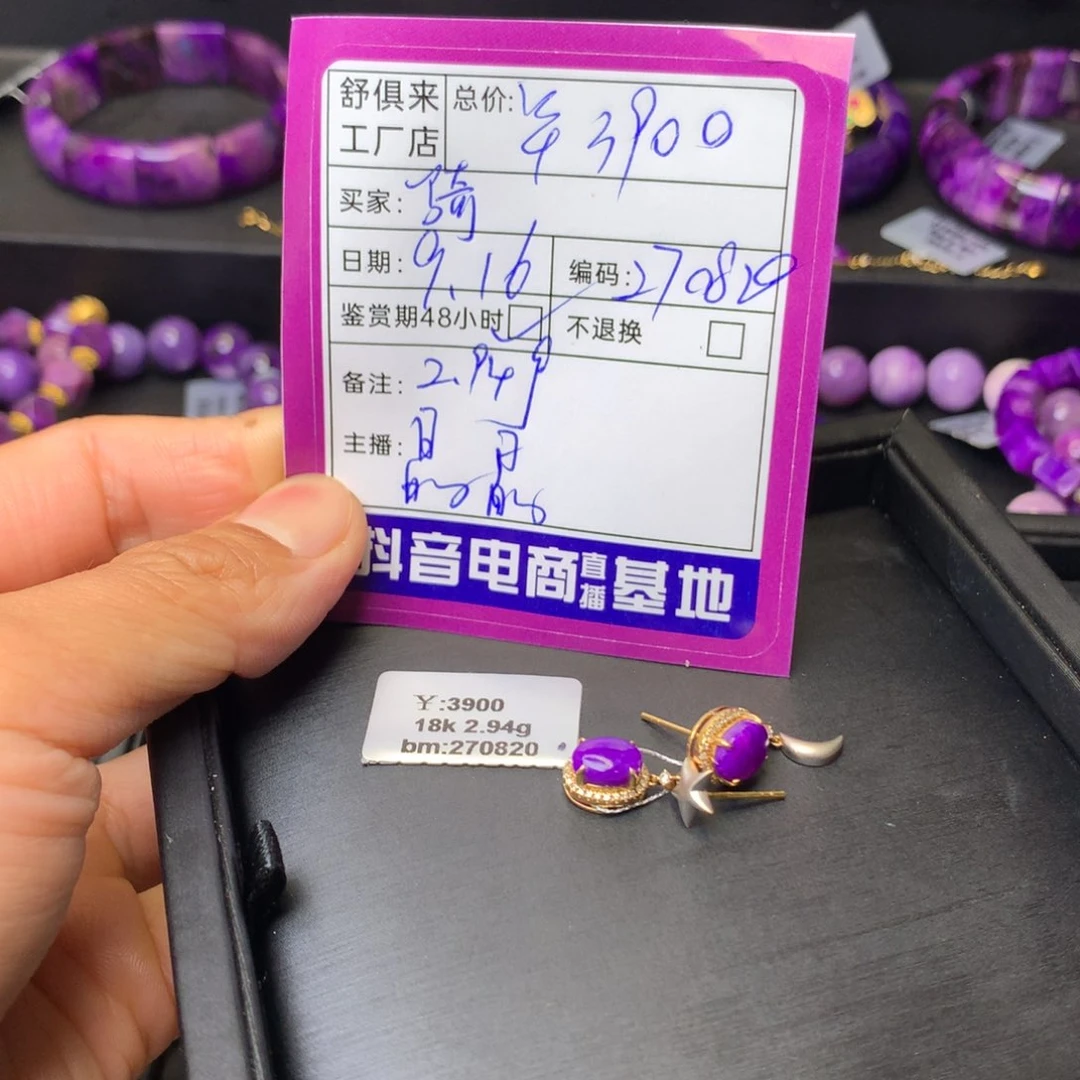 舒俱来
工厂店
总价: ¥3900
买家: 骑
日期: 9.16
编码: 270820
鉴赏期48小时
不退换
备注: 2.94g
主播:
抖音电商直播基地
¥:3900
18k 2.94g
bm:270820